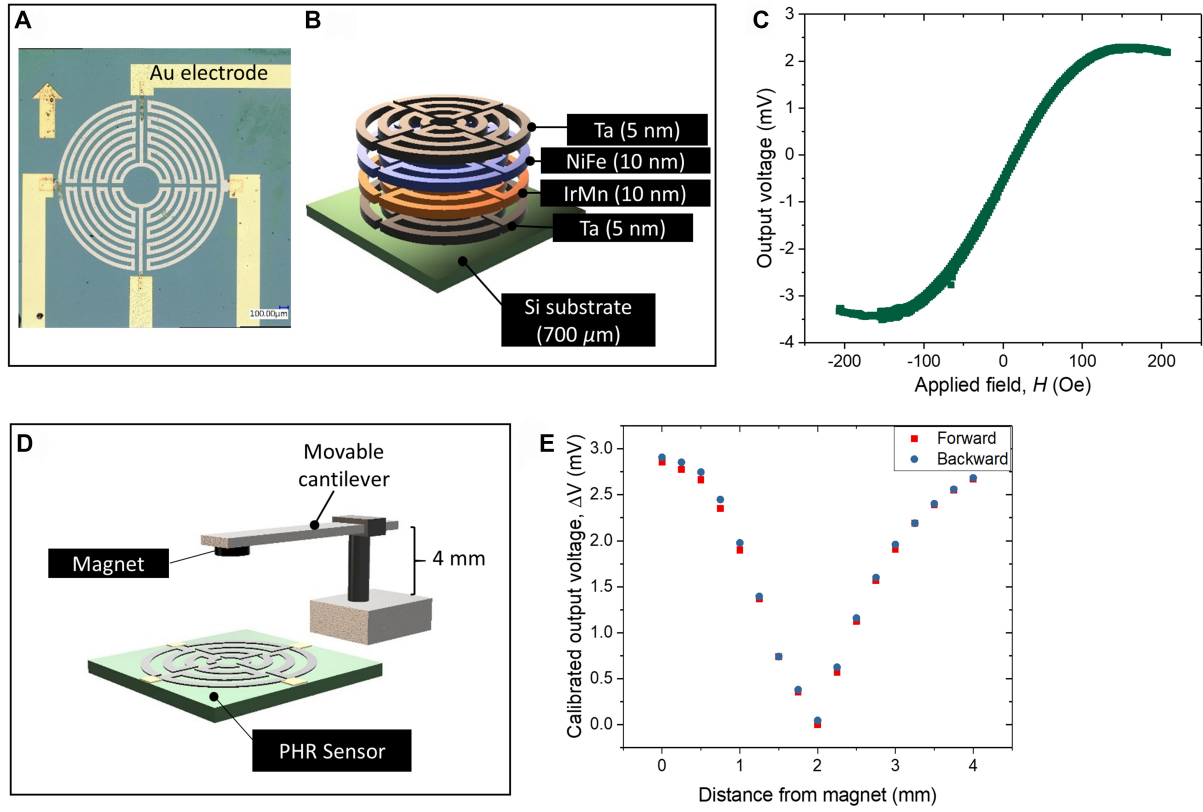 A
Au electrode
100.00µm
B
Ta (5 nm)
NiFe (10 nm)
IrMn (10 nm)
Ta (5 nm)
Si substrate
(700 µm)
C
3
2
1
0
-1
-2
-3
-4
Output voltage (mV)
-200
-100
0
100
200
Applied field, H (Oe)
D
Movable
cantilever
Magnet
4 mm
PHR Sensor
E
Forward
Backward
3.0
2.5
2.0
1.5
1.0
0.5
0.0
Calibrated output voltage, ΔV (mV)
0
1
2
3
4
Distance from magnet (mm)